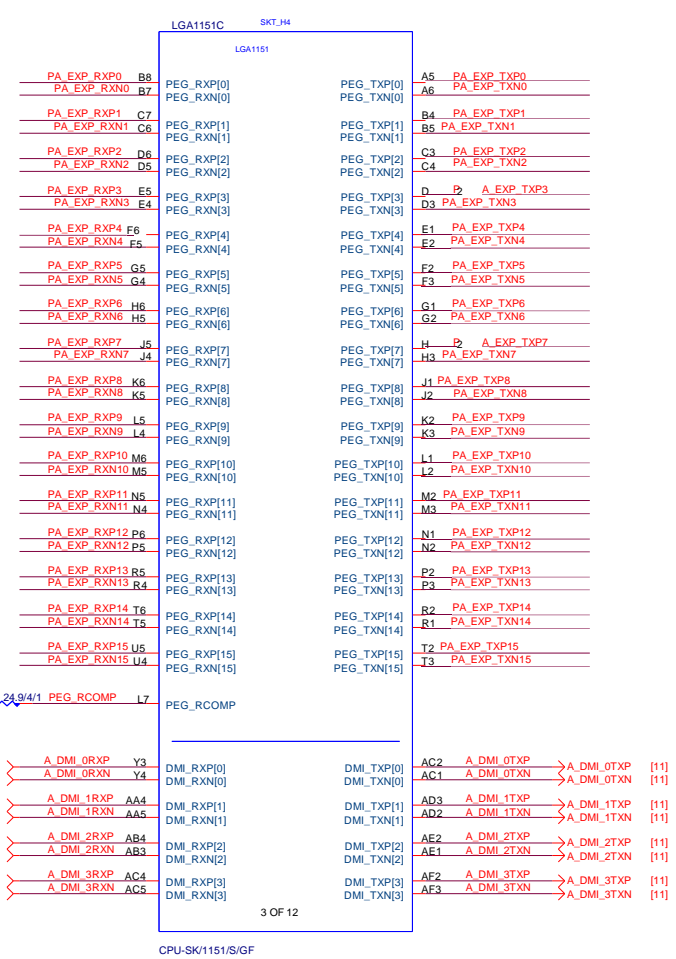 LGA1151C SKT_H4
LGA1151
PA_EXP_RXP0 B8 PEG_RXP[0] PEG_TXP[0] A5 PA_EXP_TXP0
PA_EXP_RXN0 B7 PEG_RXN[0] PEG_TXN[0] A6 PA_EXP_TXN0
PA_EXP_RXP1 C7 PEG_RXP[1] PEG_TXP[1] B4 PA_EXP_TXP1
PA_EXP_RXN1 C6 PEG_RXN[1] PEG_TXN[1] B5 PA_EXP_TXN1
PA_EXP_RXP2 D6 PEG_RXP[2] PEG_TXP[2] C3 PA_EXP_TXP2
PA_EXP_RXN2 D5 PEG_RXN[2] PEG_TXN[2] C4 PA_EXP_TXN2
PA_EXP_RXP3 E5 PEG_RXP[3] PEG_TXP[3] D2 PA_EXP_TXP3
PA_EXP_RXN3 E4 PEG_RXN[3] PEG_TXN[3] D3 PA_EXP_TXN3
PA_EXP_RXP4 F6 PEG_RXP[4] PEG_TXP[4] E1 PA_EXP_TXP4
PA_EXP_RXN4 F5 PEG_RXN[4] PEG_TXN[4] E2 PA_EXP_TXN4
PA_EXP_RXP5 G5 PEG_RXP[5] PEG_TXP[5] F2 PA_EXP_TXP5
PA_EXP_RXN5 G4 PEG_RXN[5] PEG_TXN[5] F3 PA_EXP_TXN5
PA_EXP_RXP6 H6 PEG_RXP[6] PEG_TXP[6] G1 PA_EXP_TXP6
PA_EXP_RXN6 H5 PEG_RXN[6] PEG_TXN[6] G2 PA_EXP_TXN6
PA_EXP_RXP7 J5 PEG_RXP[7] PEG_TXP[7] H2 PA_EXP_TXP7
PA_EXP_RXN7 J4 PEG_RXN[7] PEG_TXN[7] H3 PA_EXP_TXN7
PA_EXP_RXP8 K6 PEG_RXP[8] PEG_TXP[8] J1 PA_EXP_TXP8
PA_EXP_RXN8 K5 PEG_RXN[8] PEG_TXN[8] J2 PA_EXP_TXN8
PA_EXP_RXP9 L5 PEG_RXP[9] PEG_TXP[9] K2 PA_EXP_TXP9
PA_EXP_RXN9 L4 PEG_RXN[9] PEG_TXN[9] K3 PA_EXP_TXN9
PA_EXP_RXP10 M6 PEG_RXP[10] PEG_TXP[10] L1 PA_EXP_TXP10
PA_EXP_RXN10 M5 PEG_RXN[10] PEG_TXN[10] L2 PA_EXP_TXN10
PA_EXP_RXP11 N5 PEG_RXP[11] PEG_TXP[11] M2 PA_EXP_TXP11
PA_EXP_RXN11 N4 PEG_RXN[11] PEG_TXN[11] M3 PA_EXP_TXN11
PA_EXP_RXP12 P6 PEG_RXP[12] PEG_TXP[12] N1 PA_EXP_TXP12
PA_EXP_RXN12 P5 PEG_RXN[12] PEG_TXN[12] N2 PA_EXP_TXN12
PA_EXP_RXP13 R5 PEG_RXP[13] PEG_TXP[13] P2 PA_EXP_TXP13
PA_EXP_RXN13 R4 PEG_RXN[13] PEG_TXN[13] P3 PA_EXP_TXN13
PA_EXP_RXP14 T6 PEG_RXP[14] PEG_TXP[14] R2 PA_EXP_TXP14
PA_EXP_RXN14 T5 PEG_RXN[14] PEG_TXN[14] R1 PA_EXP_TXN14
PA_EXP_RXP15 U5 PEG_RXP[15] PEG_TXP[15] T2 PA_EXP_TXP15
PA_EXP_RXN15 U4 PEG_RXN[15] PEG_TXN[15] T3 PA_EXP_TXN15
24.9/4/1 PEG_RCOMP L7 PEG_RCOMP
A_DMI_0RXP Y3 DMI_RXP[0] DMI_TXP[0] AC2 A_DMI_0TXP A_DMI_0TXP [11]
A_DMI_0RXN Y4 DMI_RXN[0] DMI_TXN[0] AC1 A_DMI_0TXN A_DMI_0TXN [11]
A_DMI_1RXP AA4 DMI_RXP[1] DMI_TXP[1] AD3 A_DMI_1TXP A_DMI_1TXP [11]
A_DMI_1RXN AA5 DMI_RXN[1] DMI_TXN[1] AD2 A_DMI_1TXN A_DMI_1TXN [11]
A_DMI_2RXP AB4 DMI_RXP[2] DMI_TXP[2] AE2 A_DMI_2TXP A_DMI_2TXP [11]
A_DMI_2RXN AB3 DMI_RXN[2] DMI_TXN[2] AE1 A_DMI_2TXN A_DMI_2TXN [11]
A_DMI_3RXP AC4 DMI_RXP[3] DMI_TXP[3] AF2 A_DMI_3TXP A_DMI_3TXP [11]
A_DMI_3RXN AC5 DMI_RXN[3] DMI_TXN[3] AF3 A_DMI_3TXN A_DMI_3TXN [11]
3 OF 12
CPU-SK/1151/S/GF